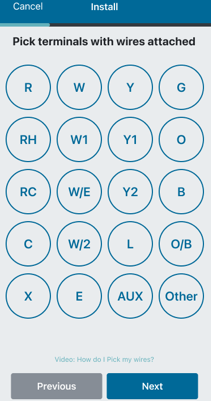 Cancel Install
Pick terminals with wires attached
R W Y G
RH W1 Y1 O
RC W/E Y2 B
C W/2 L O/B
X E AUX Other
Video: How do I Pick my wires?
Previous Next